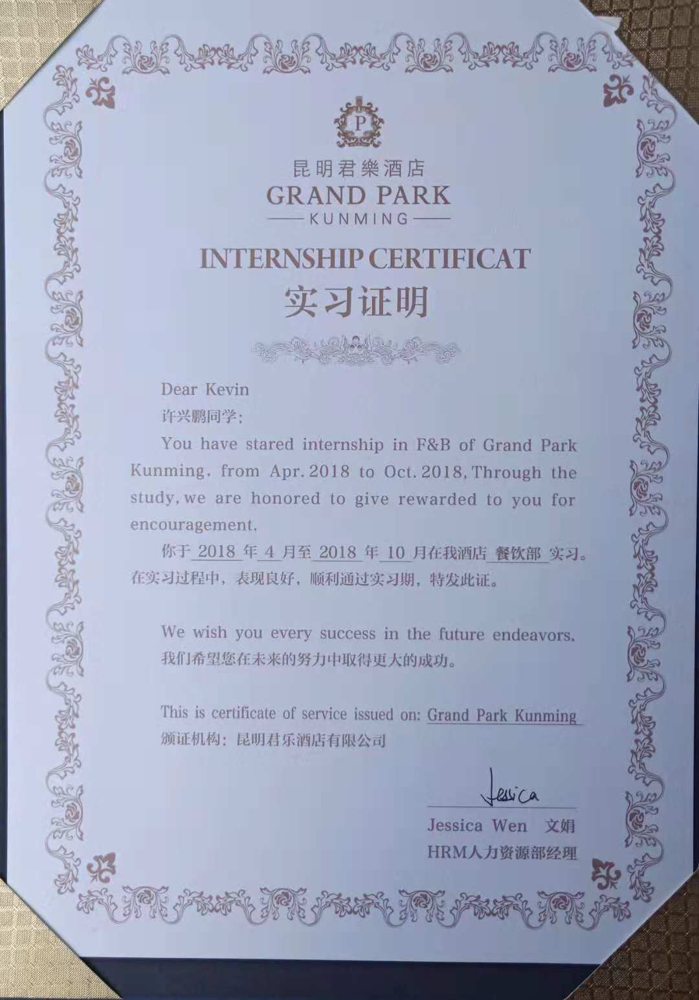 P
昆明君樂酒店
GRAND PARK
KUNMING
INTERNSHIP CERTIFICAT
实习证明
Dear Kevin
许兴鹏同学：
You have stared internship in F&B of Grand Park
Kunming. from Apr. 2018 to Oct. 2018, Through the
study, we are honored to give rewarded to you for
encouragement.
你于 2018 年 4 月至 2018 年 10 月在我酒店 餐饮部 实习。
在实习过程中，表现良好，顺利通过实习期，特发此证。
We wish you every success in the future endeavors.
我们希望您在未来的努力中取得更大的成功。
This is certificate of service issued on: Grand Park Kunming
颁证机构：昆明君乐酒店有限公司
Jessica
Jessica Wen 文娟
HRM人力资源部经理